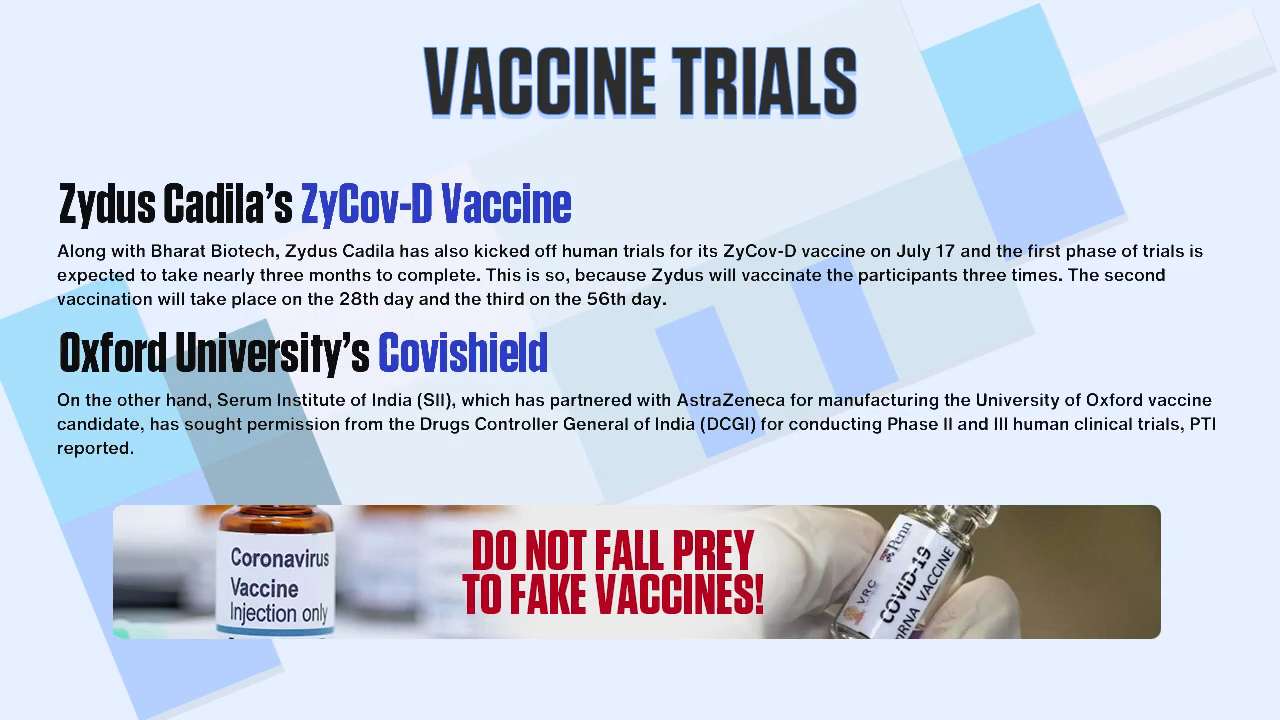 VACCINE TRIALS
Zydus Cadila's ZyCov-D Vaccine
Along with Bharat Biotech, Zydus Cadila has also kicked off human trials for its ZyCov-D vaccine on July 17 and the first phase of trials is
expected to take nearly three months to complete. This is so, because Zydus will vaccinate the participants three times. The second
vaccination will take place on the 28th day and the third on the 56th day.
Oxford University's Covishield
On the other hand, Serum Institute of India (SII), which has partnered with AstraZeneca for manufacturing the University of Oxford vaccine
candidate, has sought permission from the Drugs Controller General of India (DCGI) for conducting Phase II and III human clinical trials, PTI
reported.
Coronavirus
Vaccine
Injection only
DO NOT FALL PREY
TO FAKE VACCINES!
Penn
VRC
COVID-19
mRNA VACCINE